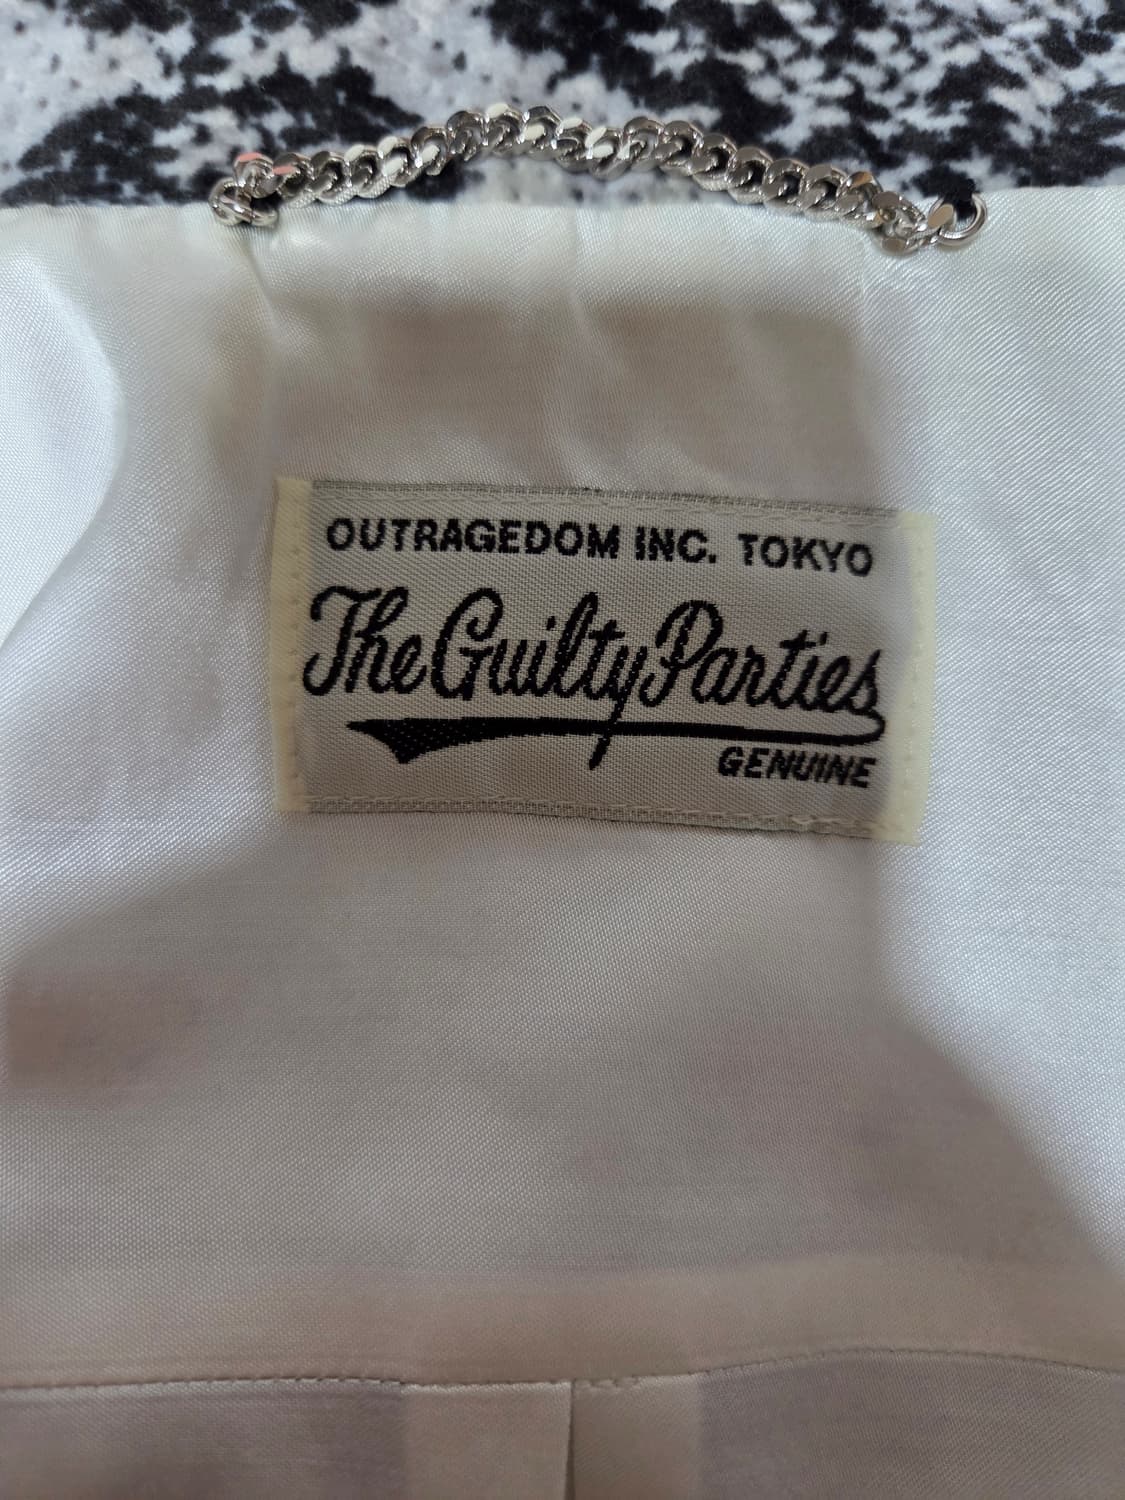 OUTRAGEDOM INC. TOKYO
The Guilty Parties
GENUINE